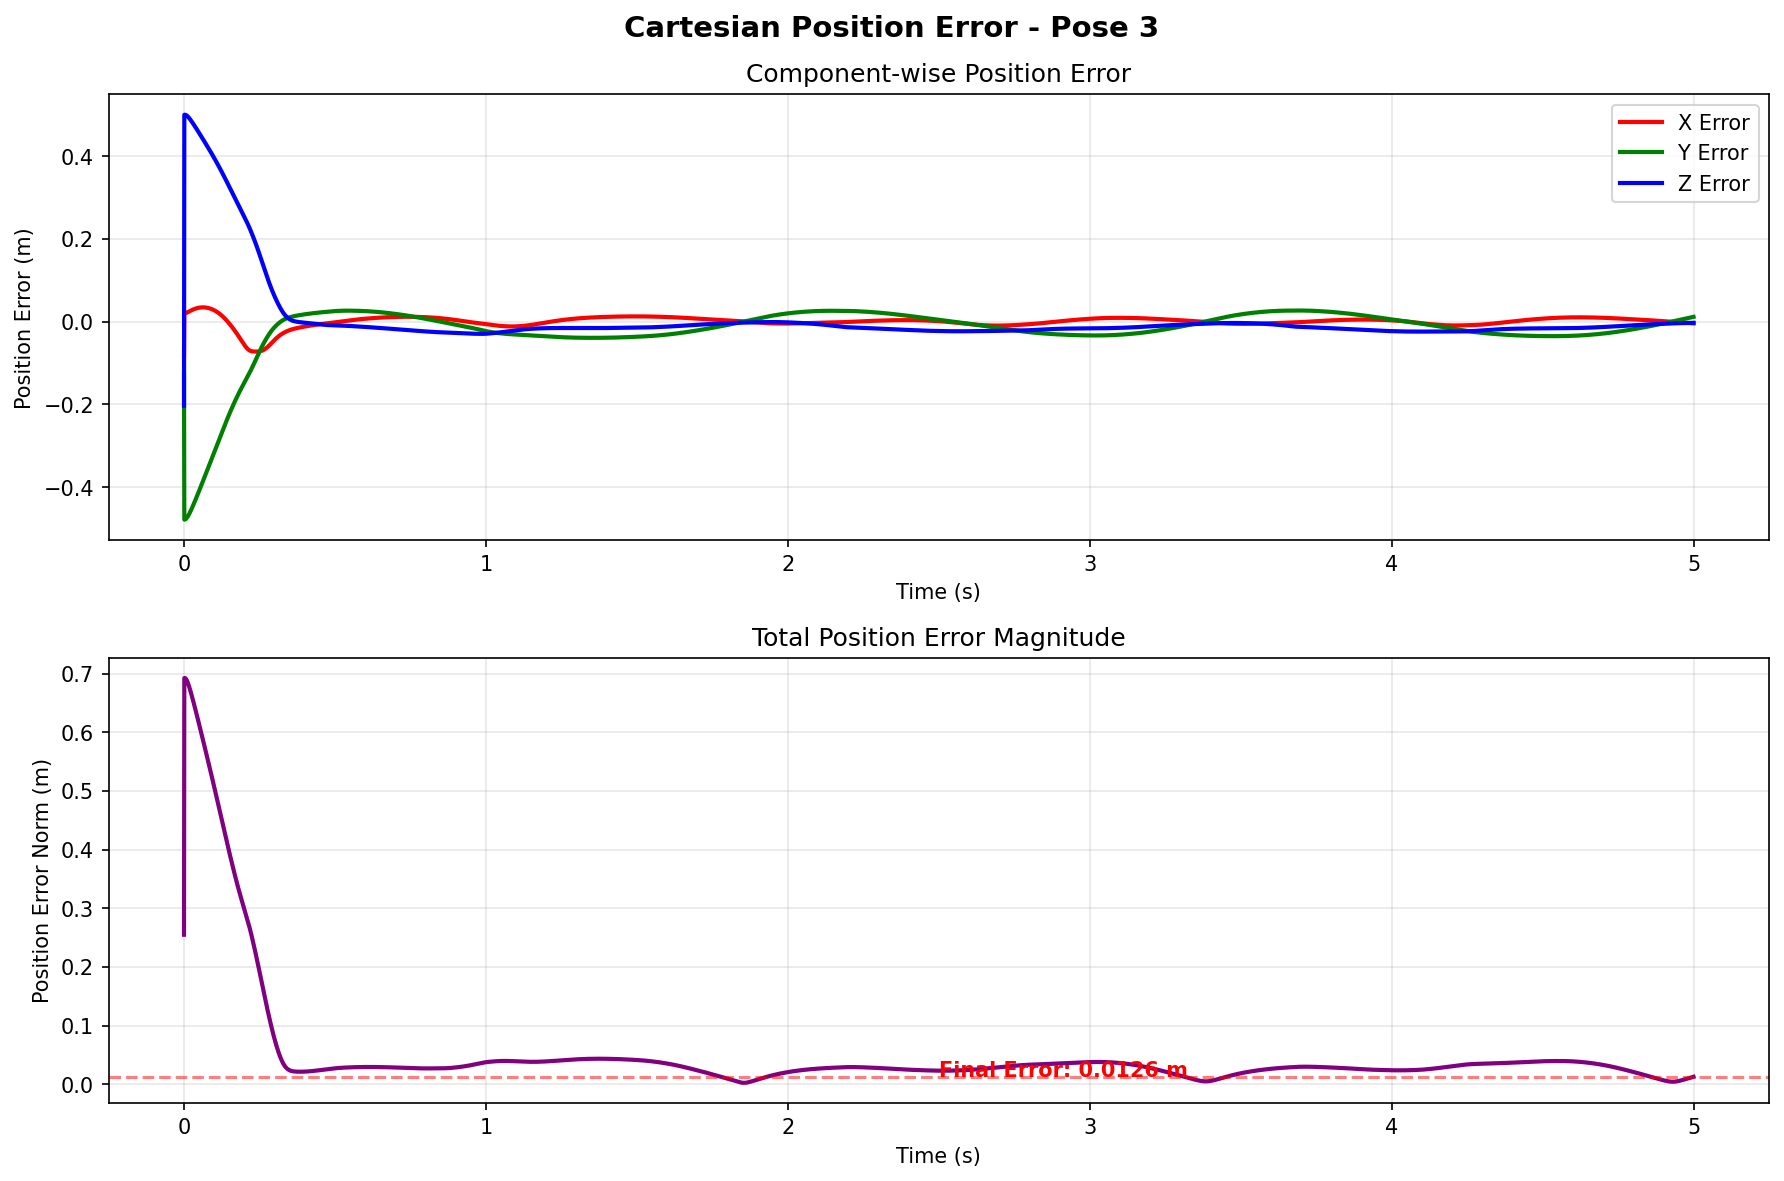 Cartesian Position Error - Pose 3
Component-wise Position Error
Position Error (m)
0.4
0.2
0.0
−0.2
−0.4
X Error
Y Error
Z Error
0 1 2 3 4 5
Time (s)
Total Position Error Magnitude
Position Error Norm (m)
0.7
0.6
0.5
0.4
0.3
0.2
0.1
0.0
Final Error: 0.0126 m
0 1 2 3 4 5
Time (s)